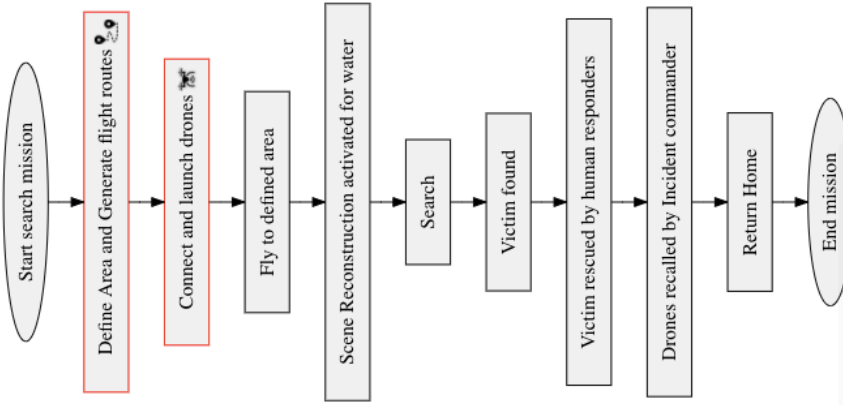 Start search mission
Define Area and Generate flight routes
Connect and launch drones
Fly to defined area
Scene Reconstruction activated for water
Search
Victim found
Victim rescued by human responders
Drones recalled by Incident commander
Return Home
End mission